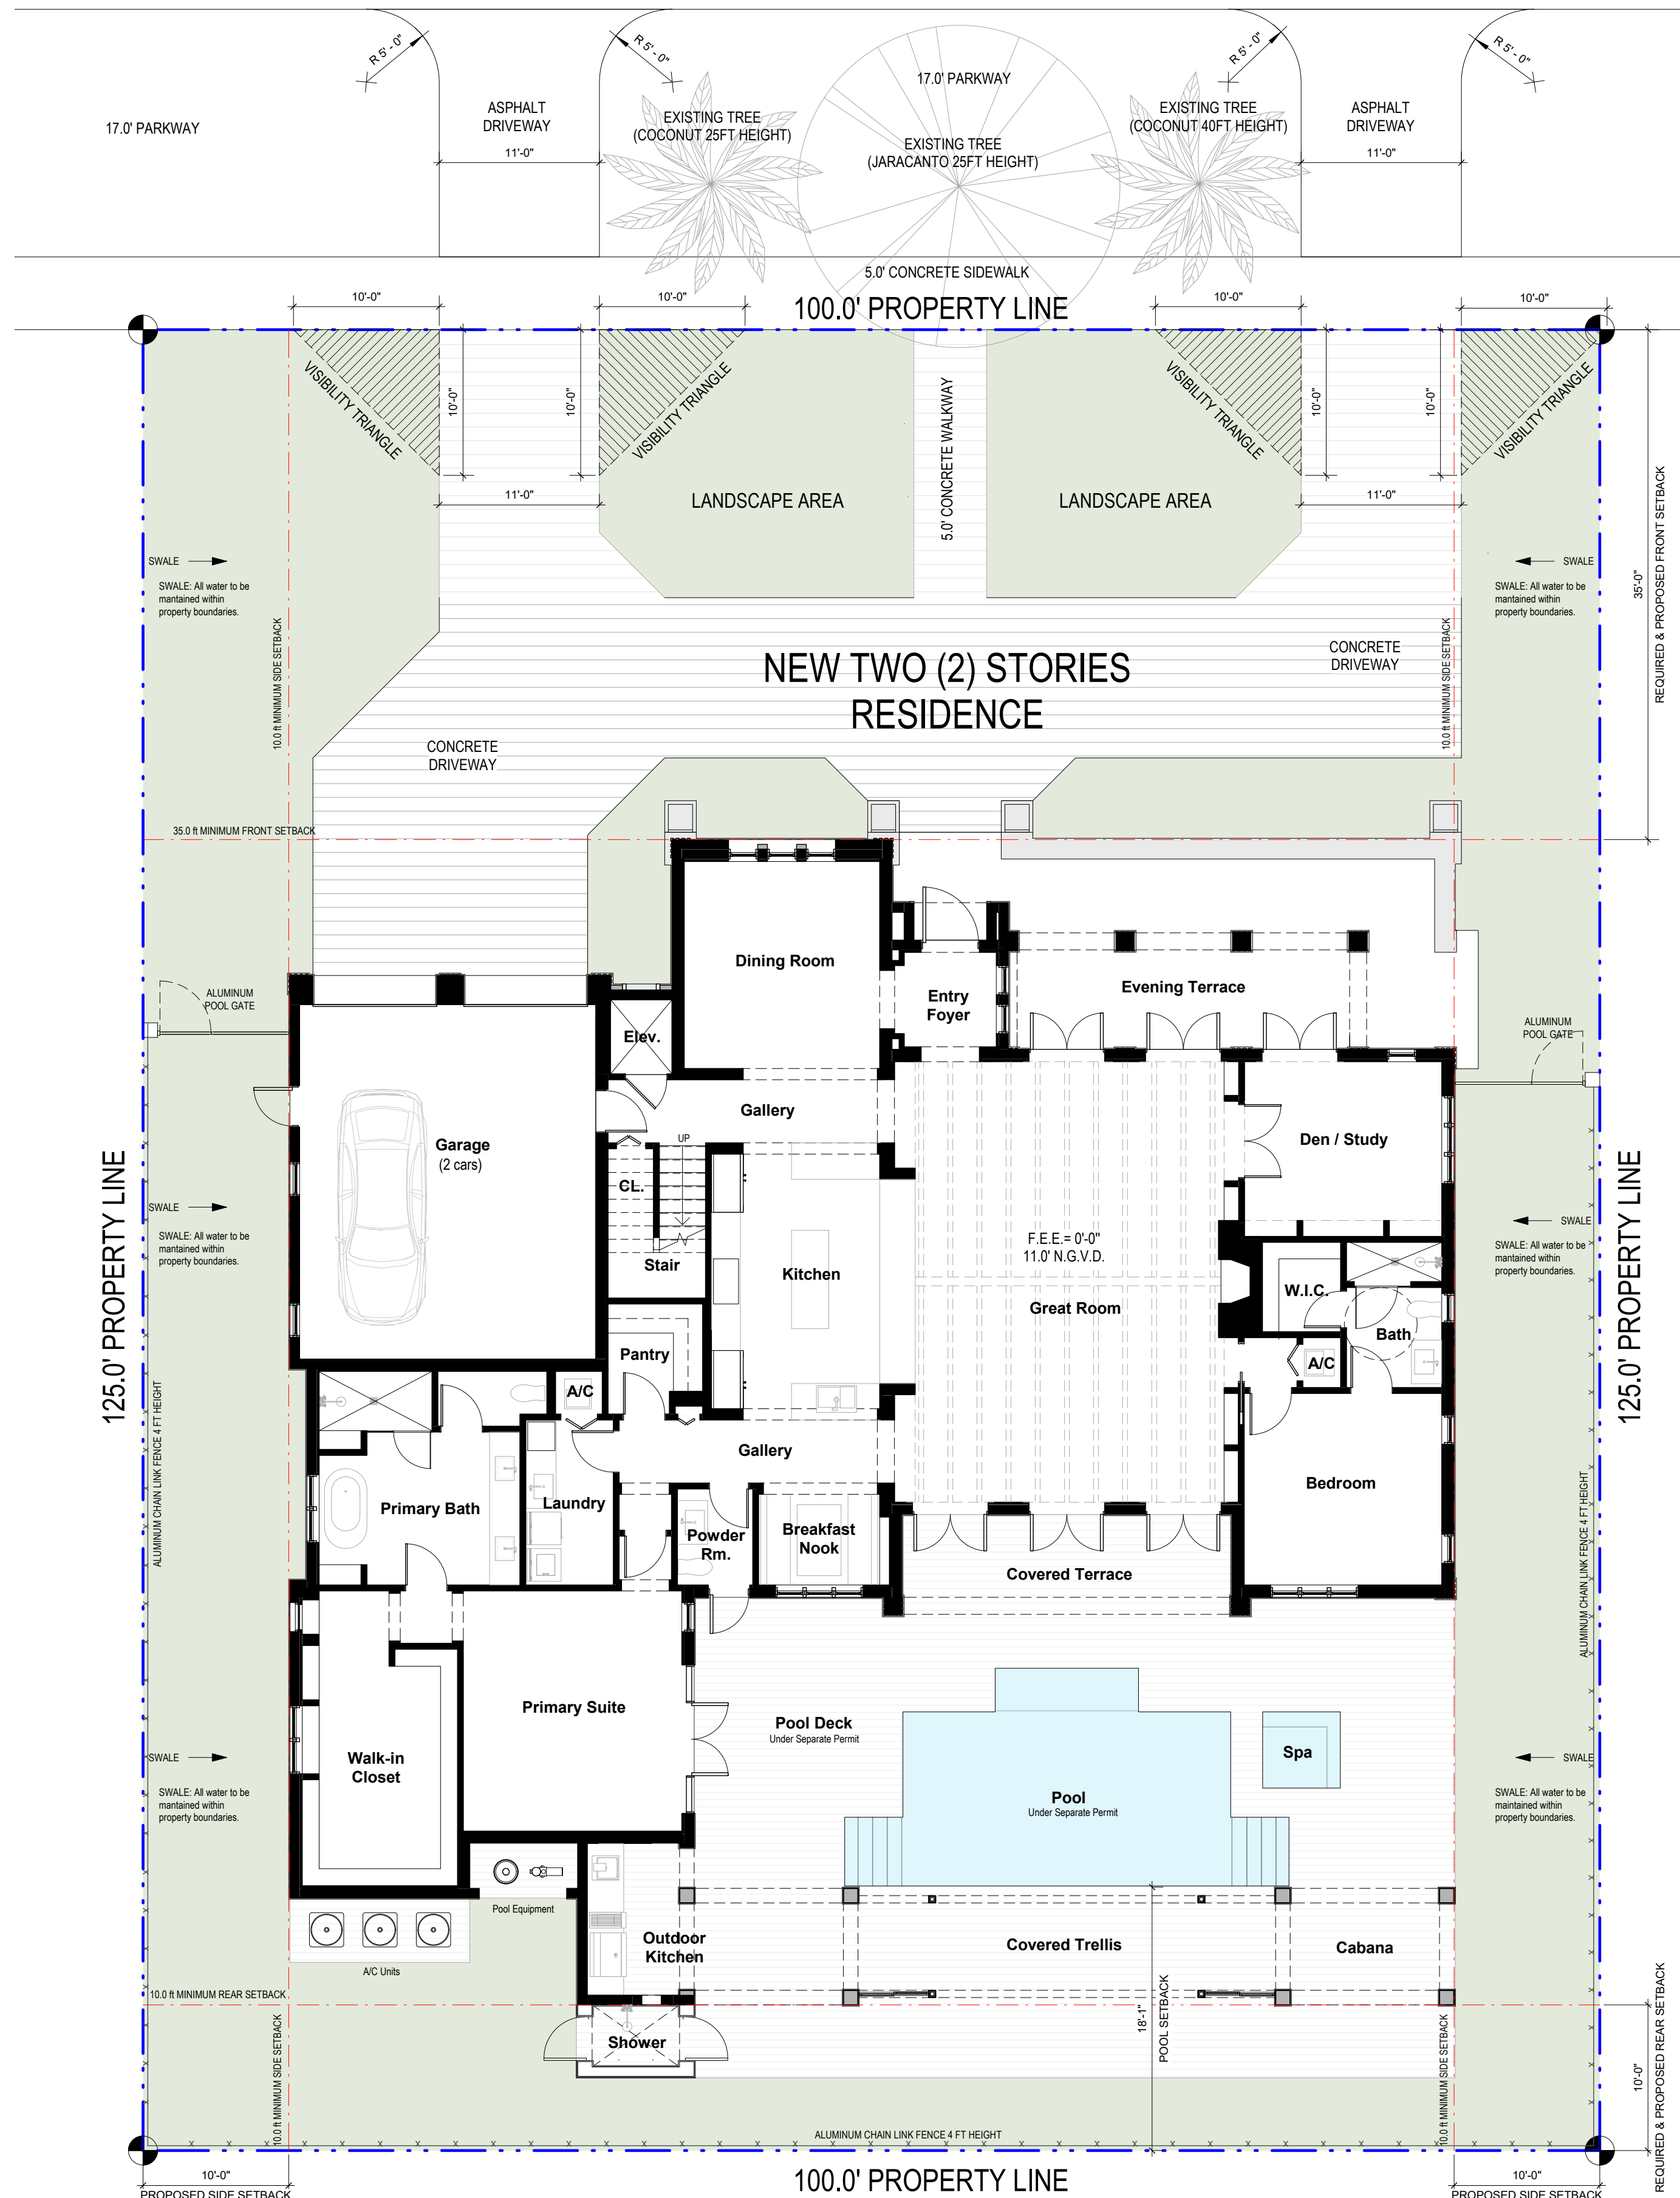 R 5' - 0"
R 5' - 0"
R 5' - 0"
R 5' - 0"
17.0' PARKWAY
17.0' PARKWAY
ASPHALT
DRIVEWAY
11'-0"
EXISTING TREE
(COCONUT 25FT HEIGHT)
EXISTING TREE
(JARACANTO 25FT HEIGHT)
EXISTING TREE
(COCONUT 40FT HEIGHT)
ASPHALT
DRIVEWAY
11'-0"
5.0' CONCRETE SIDEWALK
10'-0"
10'-0"
100.0' PROPERTY LINE
10'-0"
10'-0"
VISIBILITY TRIANGLE
10'-0"
10'-0"
VISIBILITY TRIANGLE
5.0' CONCRETE WALKWAY
VISIBILITY TRIANGLE
10'-0"
10'-0"
VISIBILITY TRIANGLE
11'-0"
LANDSCAPE AREA
LANDSCAPE AREA
11'-0"
35'-0"
REQUIRED & PROPOSED FRONT SETBACK
SWALE
SWALE: All water to be
mantained within
property boundaries.
SWALE
SWALE: All water to be
mantained within
property boundaries.
10.0 ft MINIMUM SIDE SETBACK
10.0 ft MINIMUM SIDE SETBACK
NEW TWO (2) STORIES
RESIDENCE
CONCRETE
DRIVEWAY
CONCRETE
DRIVEWAY
35.0 ft MINIMUM FRONT SETBACK
Dining Room
Entry
Foyer
Evening Terrace
ALUMINUM
POOL GATE
ALUMINUM
POOL GATE
Elev.
Gallery
Garage
(2 cars)
UP
CL.
Stair
Den / Study
125.0' PROPERTY LINE
125.0' PROPERTY LINE
SWALE
SWALE: All water to be
mantained within
property boundaries.
SWALE
SWALE: All water to be
mantained within
property boundaries.
F.E.E.= 0'-0"
11.0' N.G.V.D.
Kitchen
Great Room
W.I.C.
Bath
Pantry
A/C
A/C
Gallery
Bedroom
Primary Bath
Laundry
Powder
Rm.
Breakfast
Nook
Covered Terrace
ALUMINUM CHAIN LINK FENCE 4 FT HEIGHT
ALUMINUM CHAIN LINK FENCE 4 FT HEIGHT
Primary Suite
Walk-in
Closet
Pool Deck
Under Separate Permit
Spa
Pool
Under Separate Permit
SWALE
SWALE: All water to be
mantained within
property boundaries.
SWALE
SWALE: All water to be
maintained within
property boundaries.
Pool Equipment
Outdoor
Kitchen
Covered Trellis
Cabana
A/C Units
10.0 ft MINIMUM REAR SETBACK
Shower
18'-1"
POOL SETBACK
10.0 ft MINIMUM SIDE SETBACK
10.0 ft MINIMUM SIDE SETBACK
10'-0"
REQUIRED & PROPOSED REAR SETBACK
ALUMINUM CHAIN LINK FENCE 4 FT HEIGHT
100.0' PROPERTY LINE
10'-0"
PROPOSED SIDE SETBACK
10'-0"
PROPOSED SIDE SETBACK